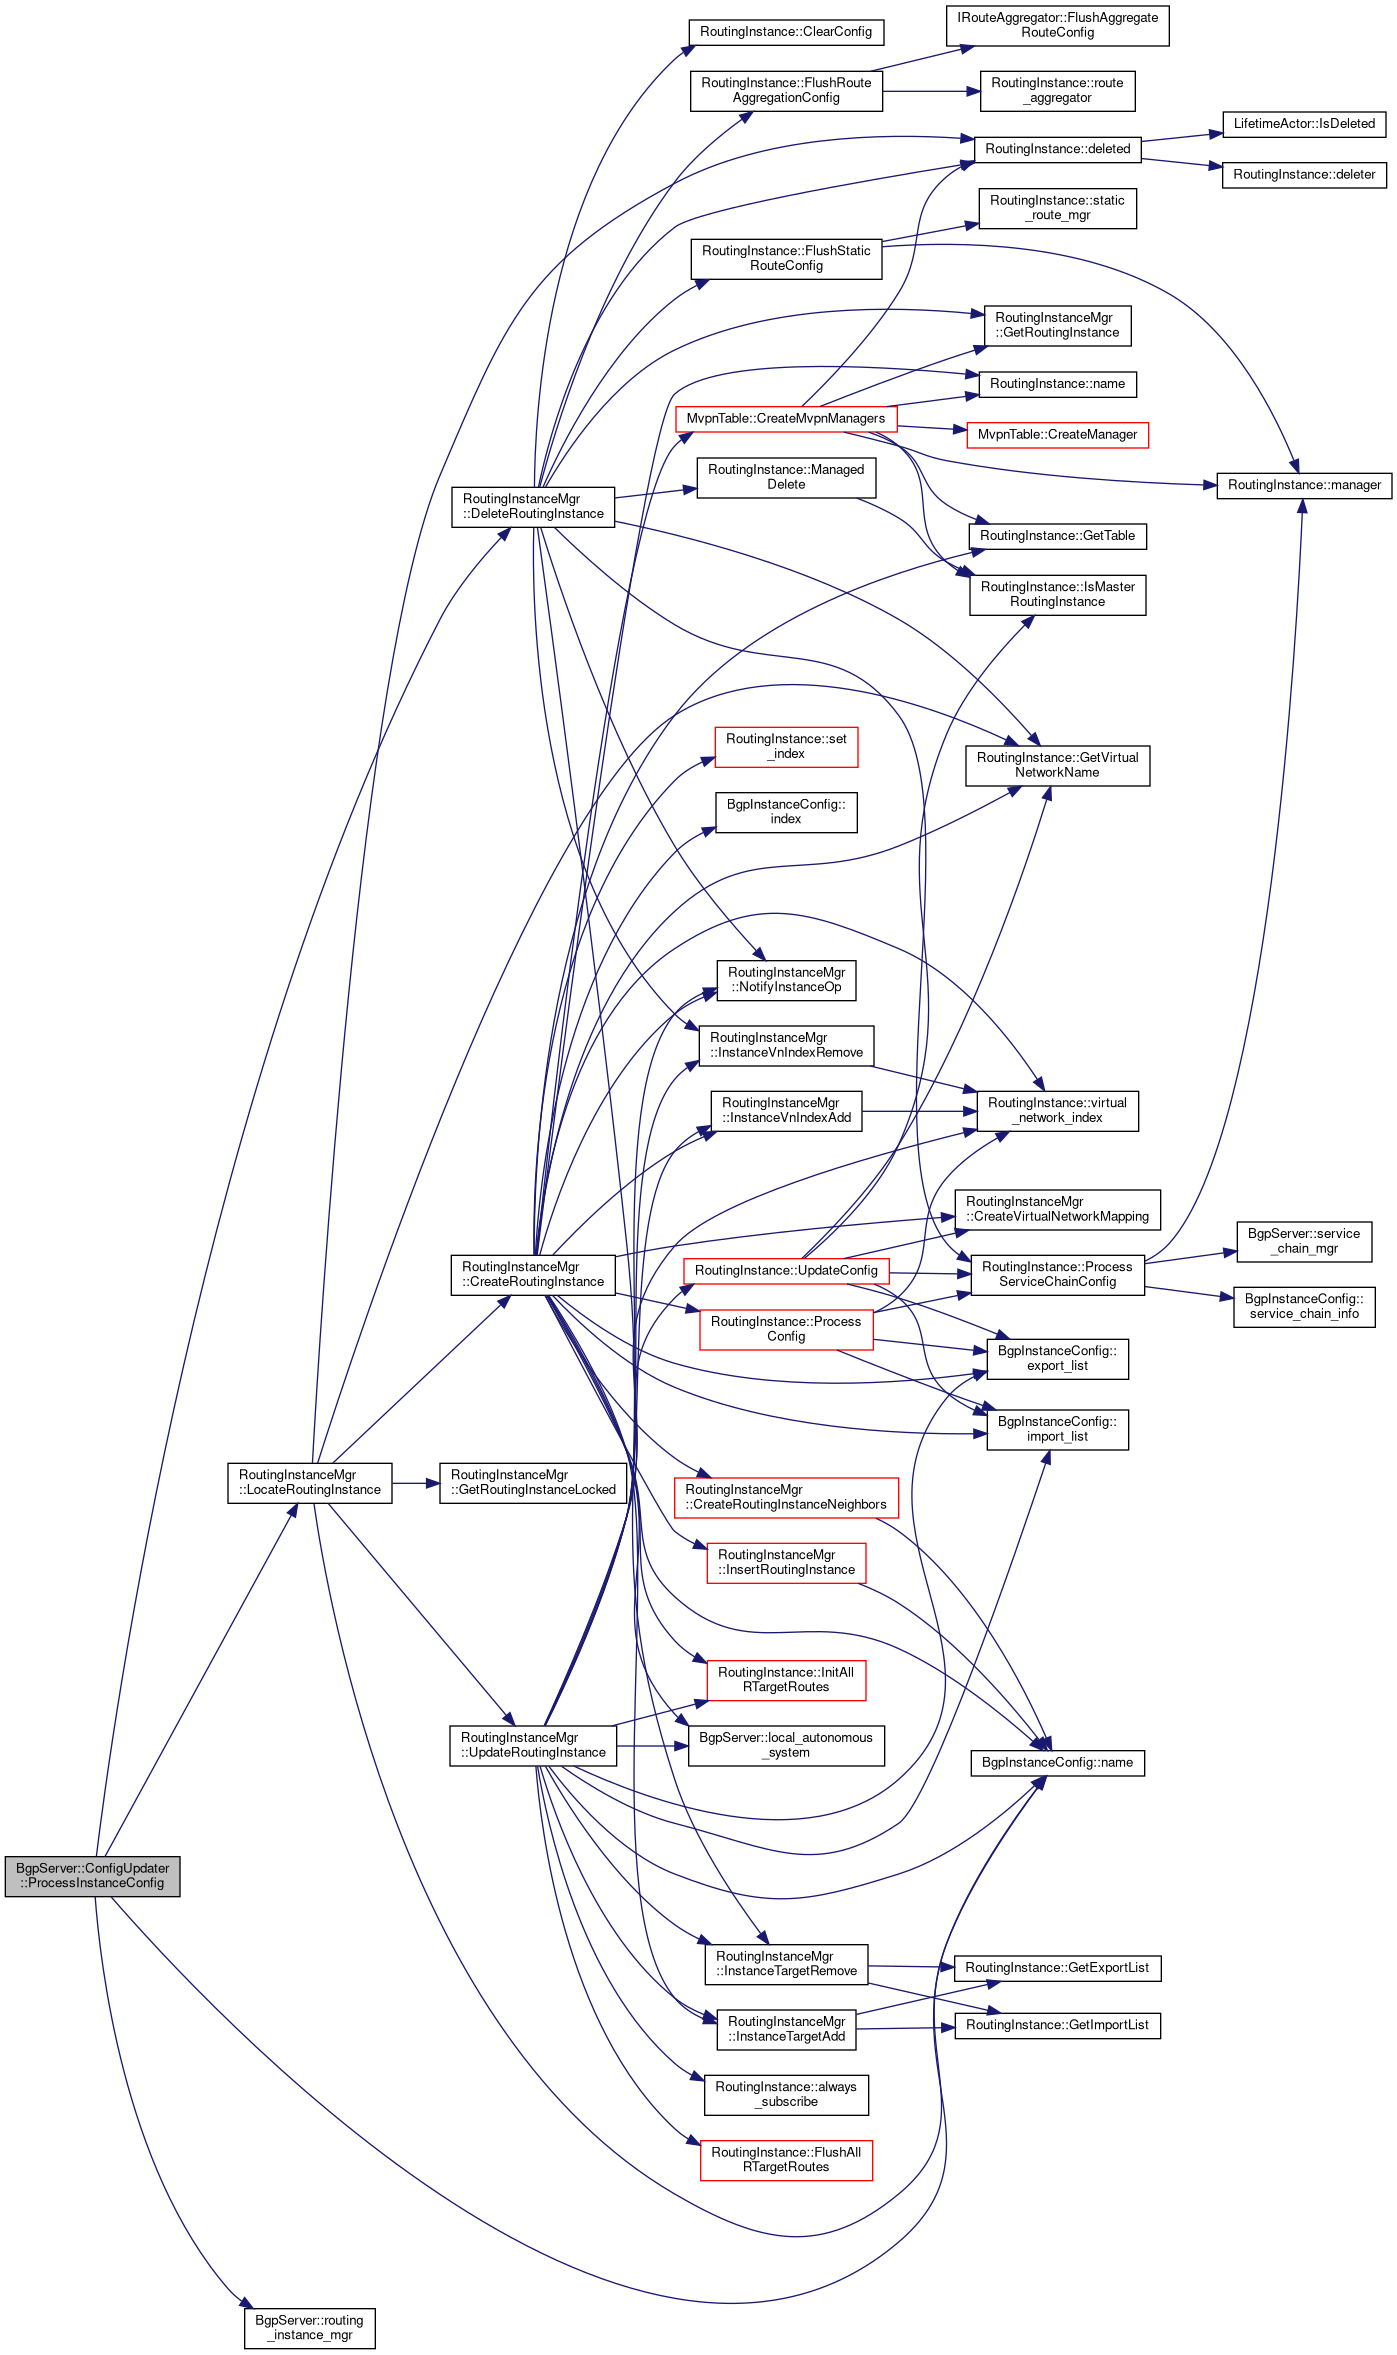 BgpServer::ConfigUpdater
::ProcessInstanceConfig
RoutingInstanceMgr
::LocateRoutingInstance
BgpServer::routing
_instance_mgr
RoutingInstanceMgr
::DeleteRoutingInstance
RoutingInstanceMgr
::CreateRoutingInstance
RoutingInstanceMgr
::GetRoutingInstanceLocked
RoutingInstanceMgr
::UpdateRoutingInstance
RoutingInstance::ClearConfig
RoutingInstance::FlushRoute
AggregationConfig
RoutingInstance::FlushStatic
RouteConfig
MvpnTable::CreateMvpnManagers
RoutingInstance::Managed
Delete
RoutingInstance::set
_index
BgpInstanceConfig::
index
RoutingInstanceMgr
::NotifyInstanceOp
RoutingInstanceMgr
::InstanceVnIndexRemove
RoutingInstanceMgr
::InstanceVnIndexAdd
RoutingInstance::UpdateConfig
RoutingInstance::Process
Config
RoutingInstanceMgr
::CreateRoutingInstanceNeighbors
RoutingInstanceMgr
::InsertRoutingInstance
RoutingInstance::InitAll
RTargetRoutes
BgpServer::local_autonomous
_system
RoutingInstanceMgr
::InstanceTargetRemove
RoutingInstanceMgr
::InstanceTargetAdd
RoutingInstance::always
_subscribe
RoutingInstance::FlushAll
RTargetRoutes
IRouteAggregator::FlushAggregate
RouteConfig
RoutingInstance::route
_aggregator
RoutingInstance::deleted
RoutingInstance::static
_route_mgr
RoutingInstanceMgr
::GetRoutingInstance
RoutingInstance::name
MvpnTable::CreateManager
RoutingInstance::GetTable
RoutingInstance::IsMaster
RoutingInstance
RoutingInstance::GetVirtual
NetworkName
RoutingInstance::virtual
_network_index
RoutingInstanceMgr
::CreateVirtualNetworkMapping
RoutingInstance::Process
ServiceChainConfig
BgpInstanceConfig::
export_list
BgpInstanceConfig::
import_list
BgpInstanceConfig::name
RoutingInstance::GetExportList
RoutingInstance::GetImportList
LifetimeActor::IsDeleted
RoutingInstance::deleter
RoutingInstance::manager
BgpServer::service
_chain_mgr
BgpInstanceConfig::
service_chain_info